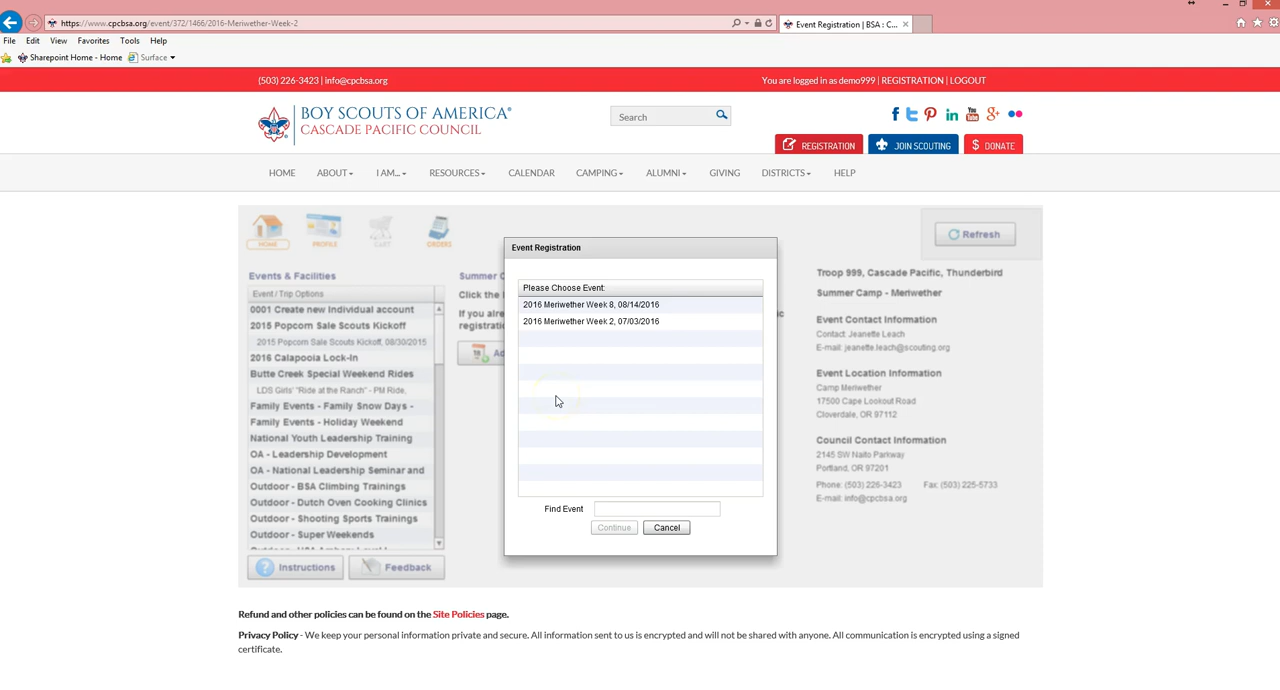 https://www.cpcbsa.org/event/372/1466/2016-Meriwether-Week-2
Event Registration | BSA : C...
File Edit View Favorites Tools Help
Sharepoint Home - Home Surface
(503) 226-3423 | info@cpcbsa.org
You are logged in as demo999 | REGISTRATION | LOGOUT
BOY SCOUTS OF AMERICA®
CASCADE PACIFIC COUNCIL
Search
REGISTRATION
JOIN SCOUTING
$ DONATE
HOME ABOUT I AM... RESOURCES CALENDAR CAMPING ALUMNI GIVING DISTRICTS HELP
HOME PROFILE CART ORDERS
Refresh
Events & Facilities
Event / Trip Options
0001 Create new Individual account
2015 Popcorn Sale Scouts Kickoff
2015 Popcorn Sale Scouts Kickoff, 08/30/2015
2016 Calapooia Lock-In
Butte Creek Special Weekend Rides
LDS Girls' "Ride at the Ranch" - PM Ride,
Family Events - Family Snow Days -
Family Events - Holiday Weekend
National Youth Leadership Training
OA - Leadership Development
OA - National Leadership Seminar and
Outdoor - BSA Climbing Trainings
Outdoor - Dutch Oven Cooking Clinics
Outdoor - Shooting Sports Trainings
Outdoor - Super Weekends
Instructions
Feedback
Summer C
Click the
If you alre
registrati
Ad
Event Registration
Please Choose Event:
2016 Meriwether Week 8, 08/14/2016
2016 Meriwether Week 2, 07/03/2016
Find Event
Continue
Cancel
Troop 999, Cascade Pacific, Thunderbird
Summer Camp - Meriwether
Event Contact Information
Contact: Jeanette Leach
E-mail: jeanette.leach@scouting.org
Event Location Information
Camp Meriwether
17500 Cape Lookout Road
Cloverdale, OR 97112
Council Contact Information
2145 SW Naito Parkway
Portland, OR 97201
Phone: (503) 226-3423 Fax: (503) 225-5733
E-mail: info@cpcbsa.org
Refund and other policies can be found on the Site Policies page.
Privacy Policy - We keep your personal information private and secure. All information sent to us is encrypted and will not be shared with anyone. All communication is encrypted using a signed
certificate.